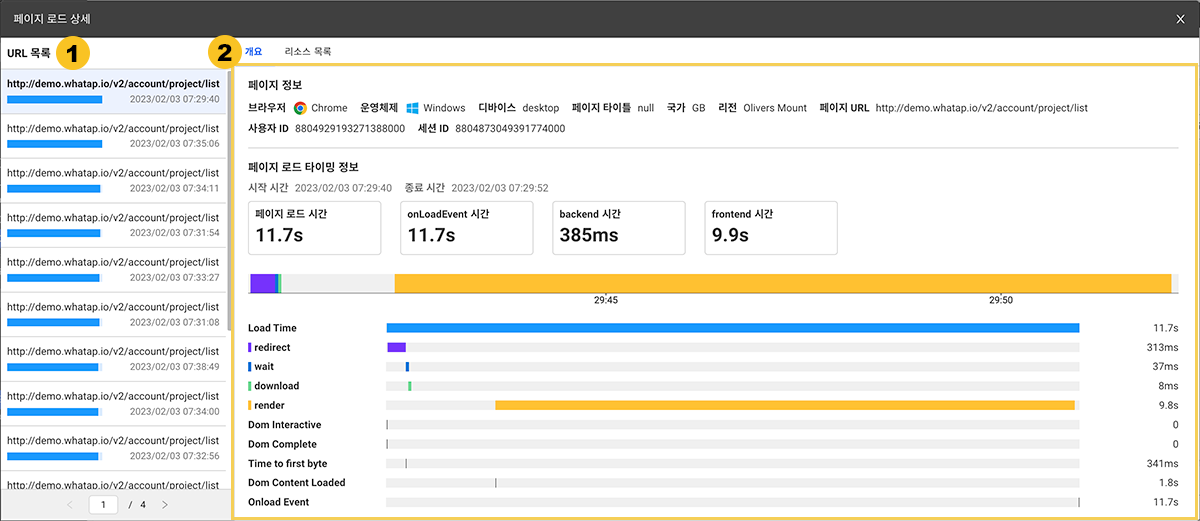 페이지 로드 상세
URL 목록 1
http://demo.whatap.io/v2/account/project/list
2023/02/03 07:29:40
http://demo.whatap.io/v2/account/project/list
2023/02/03 07:35:06
http://demo.whatap.io/v2/account/project/list
2023/02/03 07:34:11
http://demo.whatap.io/v2/account/project/list
2023/02/03 07:31:54
http://demo.whatap.io/v2/account/project/list
2023/02/03 07:33:27
http://demo.whatap.io/v2/account/project/list
2023/02/03 07:31:08
http://demo.whatap.io/v2/account/project/list
2023/02/03 07:38:49
http://demo.whatap.io/v2/account/project/list
2023/02/03 07:34:00
http://demo.whatap.io/v2/account/project/list
2023/02/03 07:32:56
http://demo.whatap.io/v2/account/project/list
1 / 4
2 개요 리소스 목록
페이지 정보
브라우저 Chrome 운영체제 Windows 디바이스 desktop 페이지 타이틀 null 국가 GB 리전 Olivers Mount 페이지 URL http://demo.whatap.io/v2/account/project/list
사용자 ID 8804929193271388000 세션 ID 8804873049391774000
페이지 로드 타이밍 정보
시작 시간 2023/02/03 07:29:40 종료 시간 2023/02/03 07:29:52
페이지 로드 시간 onLoadEvent 시간 backend 시간 frontend 시간
11.7s 11.7s 385ms 9.9s
29:45 29:50
Load Time 11.7s
redirect 313ms
wait 37ms
download 8ms
render 9.8s
Dom Interactive 0
Dom Complete 0
Time to first byte 341ms
Dom Content Loaded 1.8s
Onload Event 11.7s